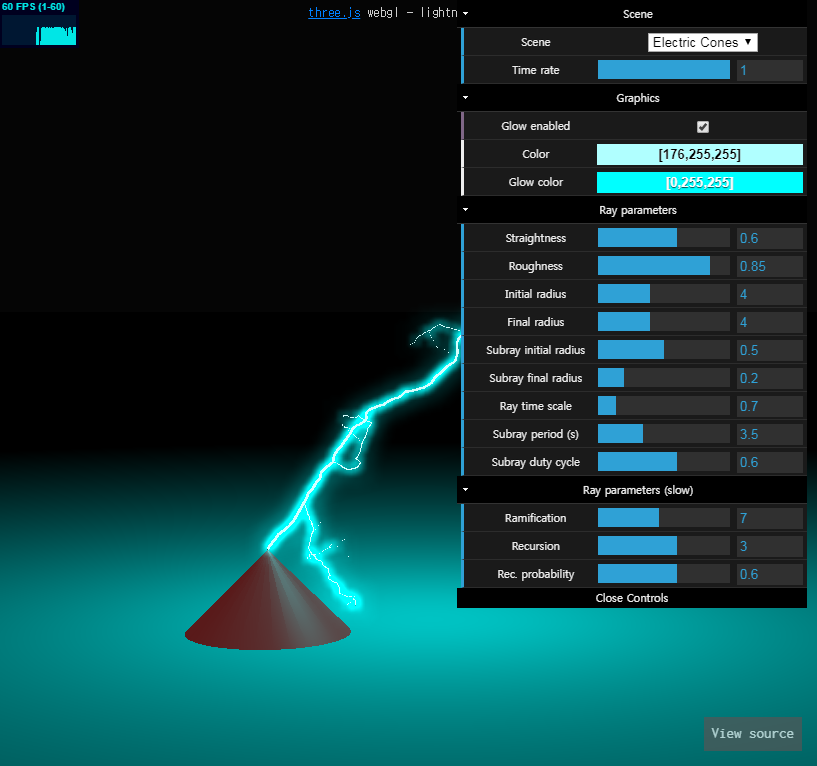 60 FPS (1-60)
three.js webgl - lightn
Scene
Scene Electric Cones
Time rate 1
Graphics
Glow enabled
Color [176,255,255]
Glow color [0,255,255]
Ray parameters
Straightness 0.6
Roughness 0.85
Initial radius 4
Final radius 4
Subray initial radius 0.5
Subray final radius 0.2
Ray time scale 0.7
Subray period (s) 3.5
Subray duty cycle 0.6
Ray parameters (slow)
Ramification 7
Recursion 3
Rec. probability 0.6
Close Controls
View source